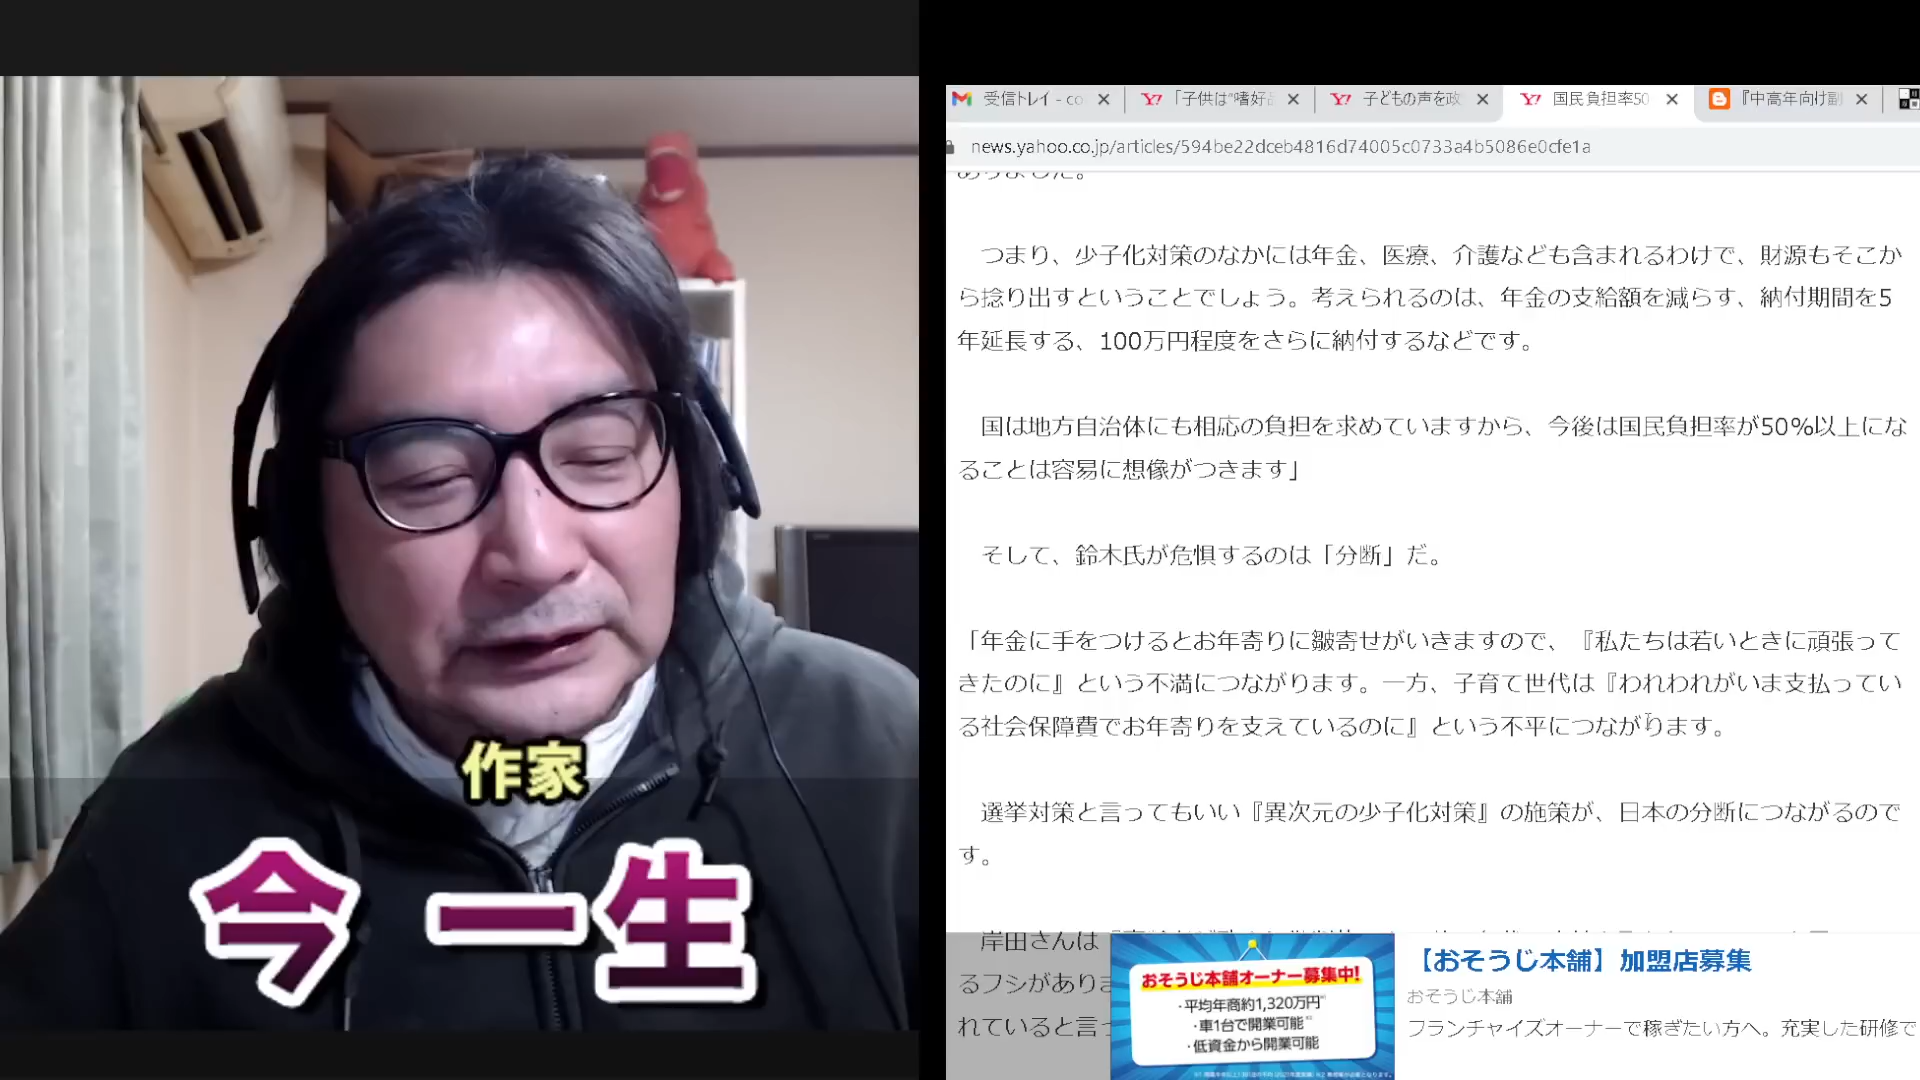 作家
今 一生
受信トレイ - co
「子供は"嗜好品
子どもの声を政
国民負担率50
『中高年向け副
news.yahoo.co.jp/articles/594be22dceb4816d74005c0733a4b5086e0cfe1a
ありました。
つまり、少子化対策のなかには年金、医療、介護なども含まれるわけで、財源もそこか
ら捻り出すということでしょう。考えられるのは、年金の支給額を減らす、納付期間を5
年延長する、100万円程度をさらに納付するなどです。
国は地方自治体にも相応の負担を求めていますから、今後は国民負担率が50％以上にな
ることは容易に想像がつきます」
そして、鈴木氏が危惧するのは「分断」だ。
「年金に手をつけるとお年寄りに皺寄せがいきますので、『私たちは若いときに頑張って
きたのに』という不満につながります。一方、子育て世代は『われわれがいま支払ってい
る社会保障費でお年寄りを支えているのに』という不平につながります。
選挙対策と言ってもいい『異次元の少子化対策』の施策が、日本の分断につながるので
す。
岸田さんは
るフシがありま
れていると言っ
おそうじ本舗オーナー募集中!
・平均年商約1,320万円
・車1台で開業可能
・低資金から開業可能
【おそうじ本舗】加盟店募集
おそうじ本舗
フランチャイズオーナーで稼ぎたい方へ。充実した研修で